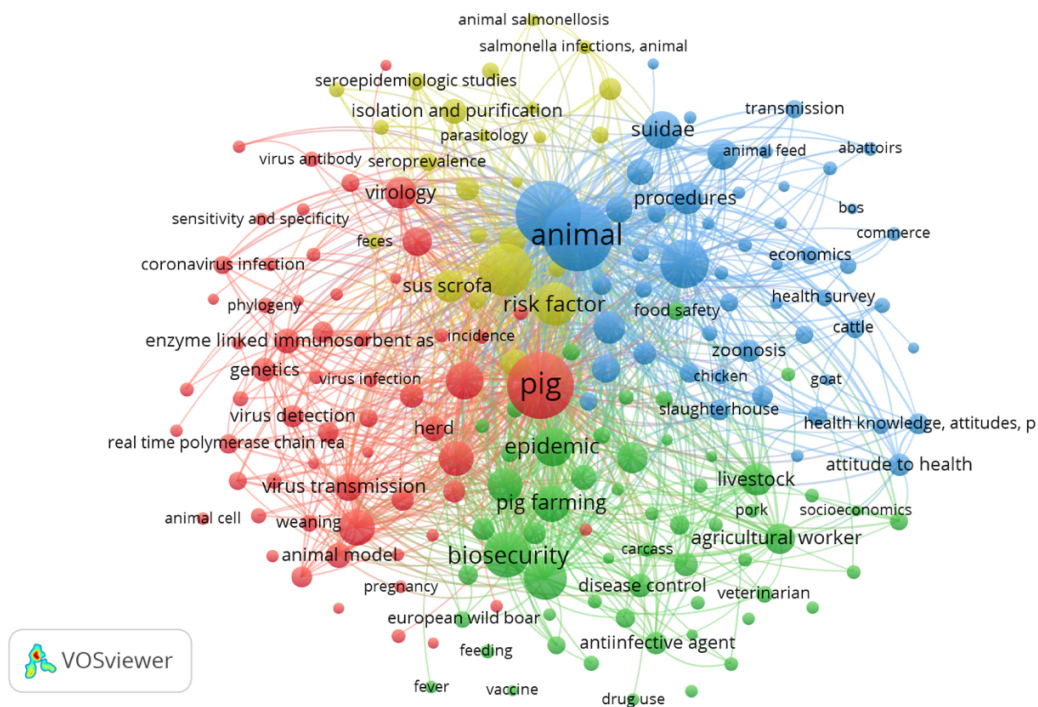 animal salmonellosis
salmonella infections, animal
seroepidemiologic studies
isolation and purification
transmission
suidae
parasitology
animal feed
abattoirs
virus antibody
seroprevalence
virology
procedures
bos
sensitivity and specificity
animal
commerce
feces
economics
coronavirus infection
sus scrofa
risk factor
health survey
phylogeny
food safety
cattle
enzyme linked immunosorbent as
incidence
zoonosis
genetics
virus infection
pig
chicken
goat
slaughterhouse
virus detection
herd
health knowledge, attitudes, p
real time polymerase chain rea
epidemic
attitude to health
virus transmission
livestock
pig farming
pork
socioeconomics
animal cell
weaning
agricultural worker
animal model
biosecurity
carcass
pregnancy
disease control
veterinarian
european wild boar
antiinfective agent
feeding
VOSviewer
fever
vaccine
drug use